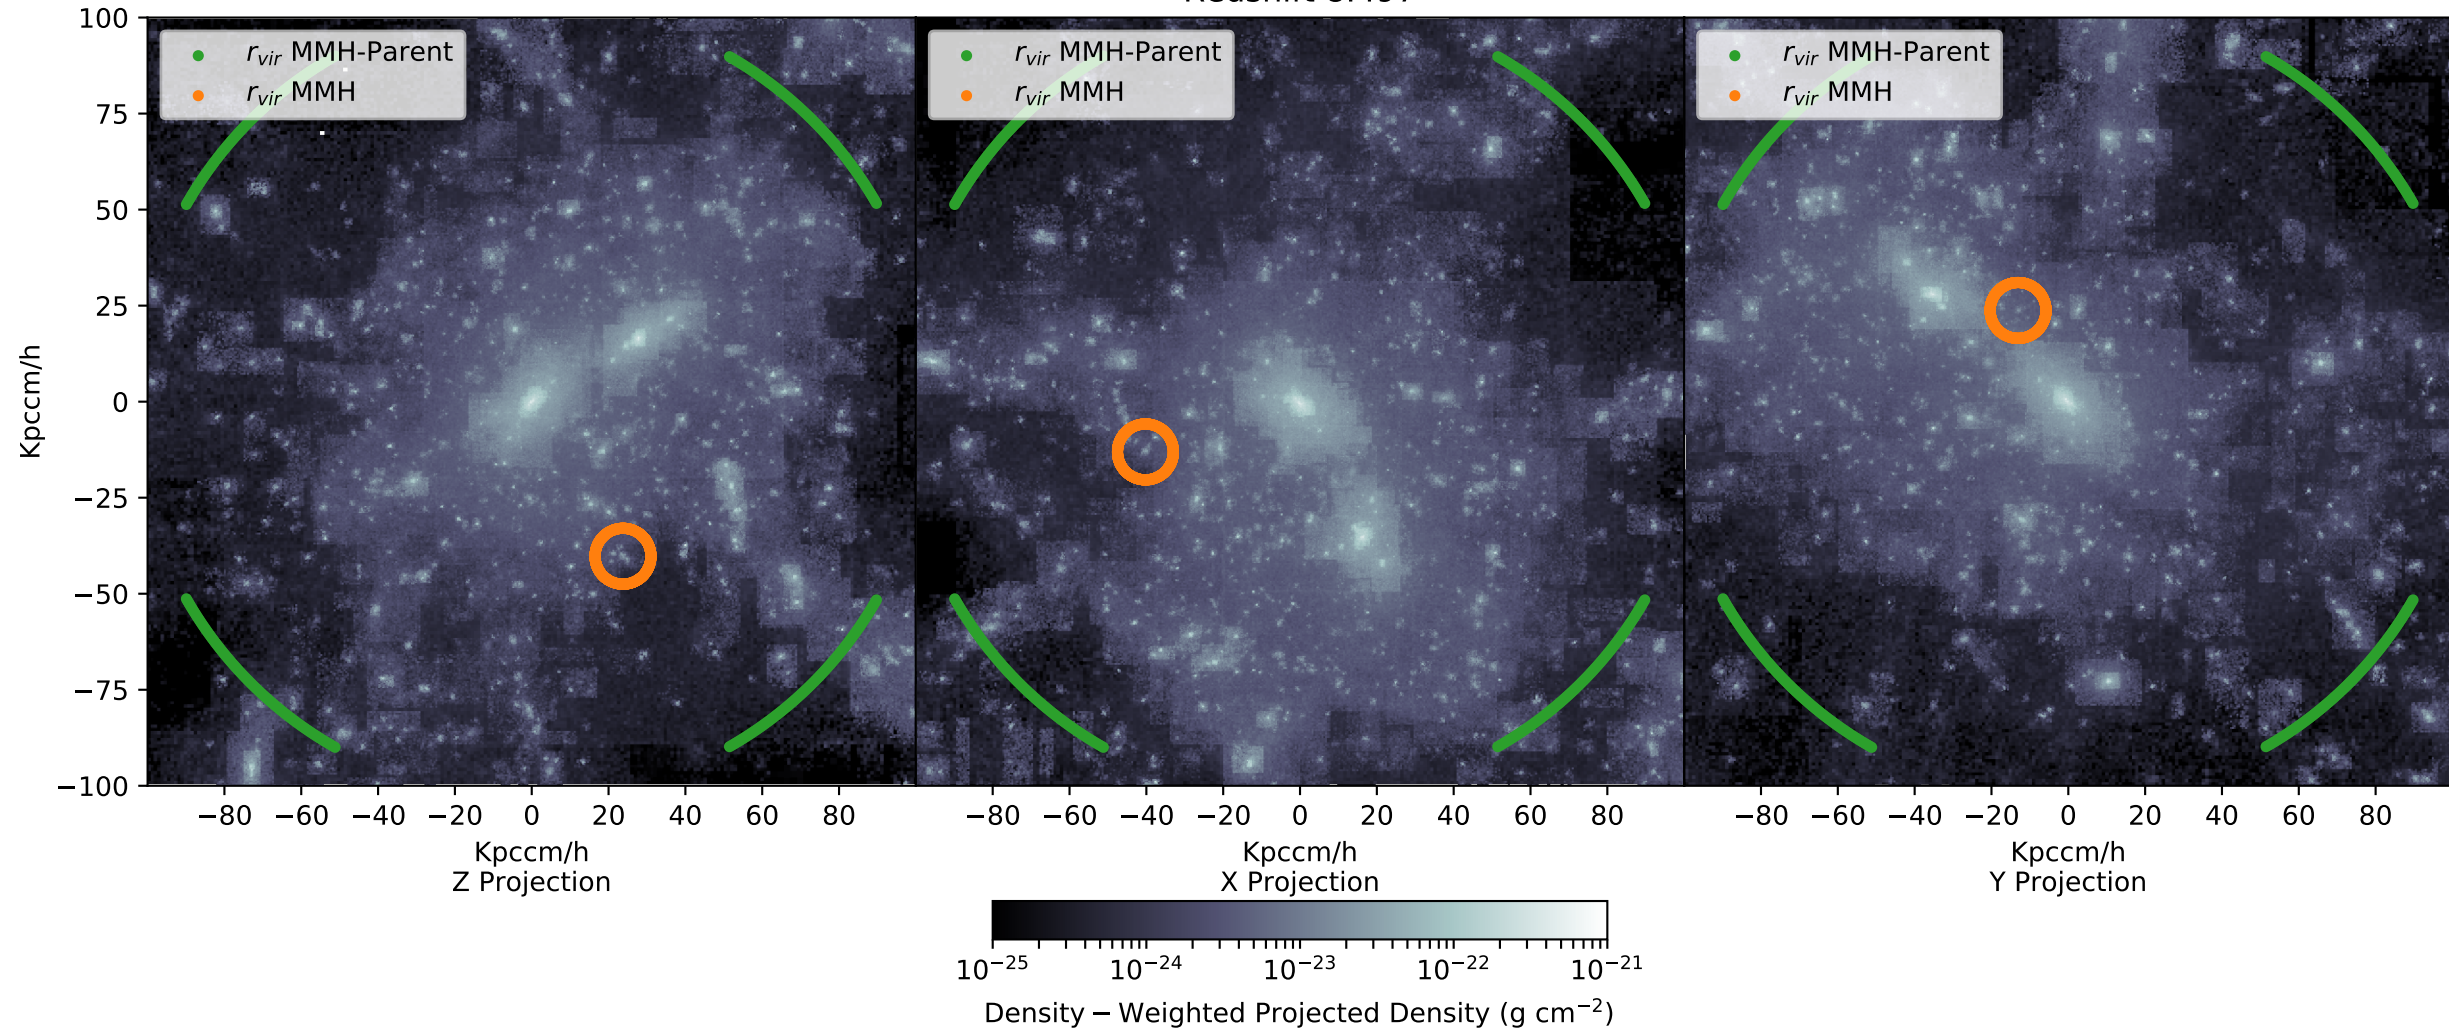 r_vir MMH-Parent
r_vir MMH
r_vir MMH-Parent
r_vir MMH
r_vir MMH-Parent
r_vir MMH
Kpccm/h
100
75
50
25
0
−25
−50
−75
−100
−80 −60 −40 −20 0 20 40 60 80
−80 −60 −40 −20 0 20 40 60 80
−80 −60 −40 −20 0 20 40 60 80
Kpccm/h
Z Projection
Kpccm/h
X Projection
Kpccm/h
Y Projection
10⁻²⁵ 10⁻²⁴ 10⁻²³ 10⁻²² 10⁻²¹
Density − Weighted Projected Density (g cm⁻²)